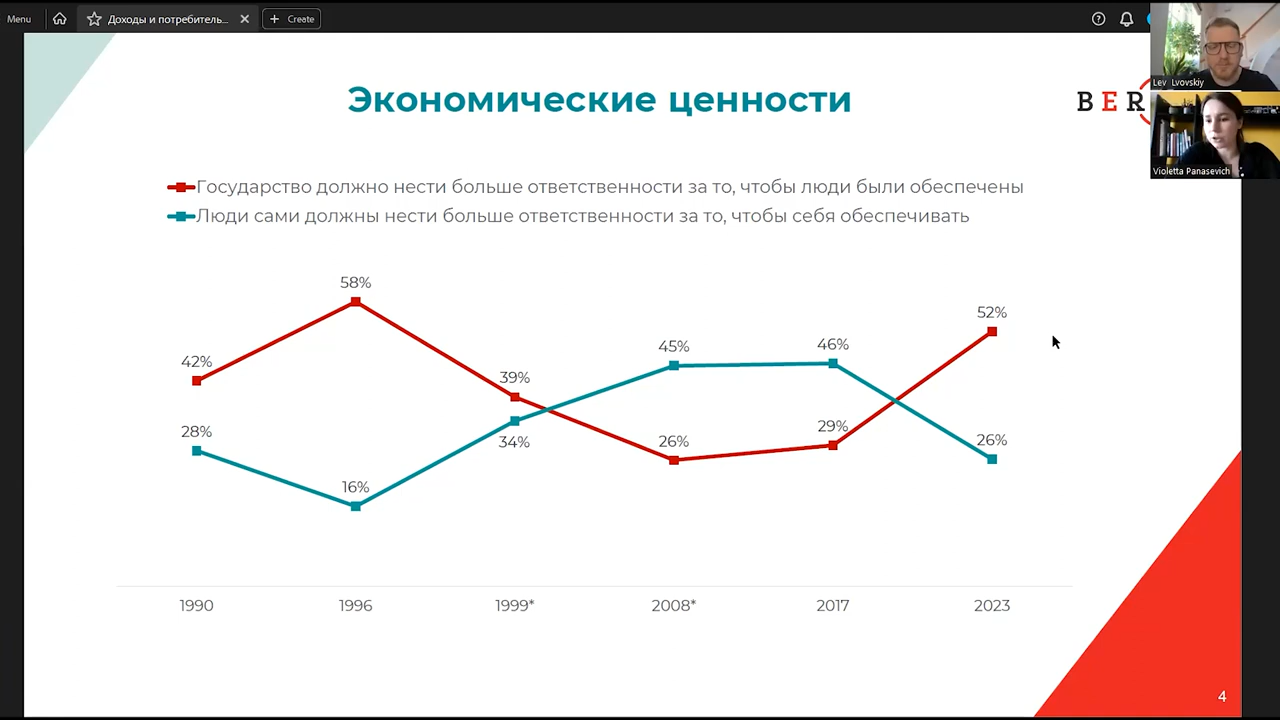 Menu
Доходы и потребитель...
Create
Lev Lvovskiy
Violetta Panasevich
BER
Экономические ценности
Государство должно нести больше ответственности за то, чтобы люди были обеспечены
Люди сами должны нести больше ответственности за то, чтобы себя обеспечивать
58%
52%
42%
39%
45%
46%
28%
34%
26%
29%
26%
16%
1990
1996
1999*
2008*
2017
2023
4